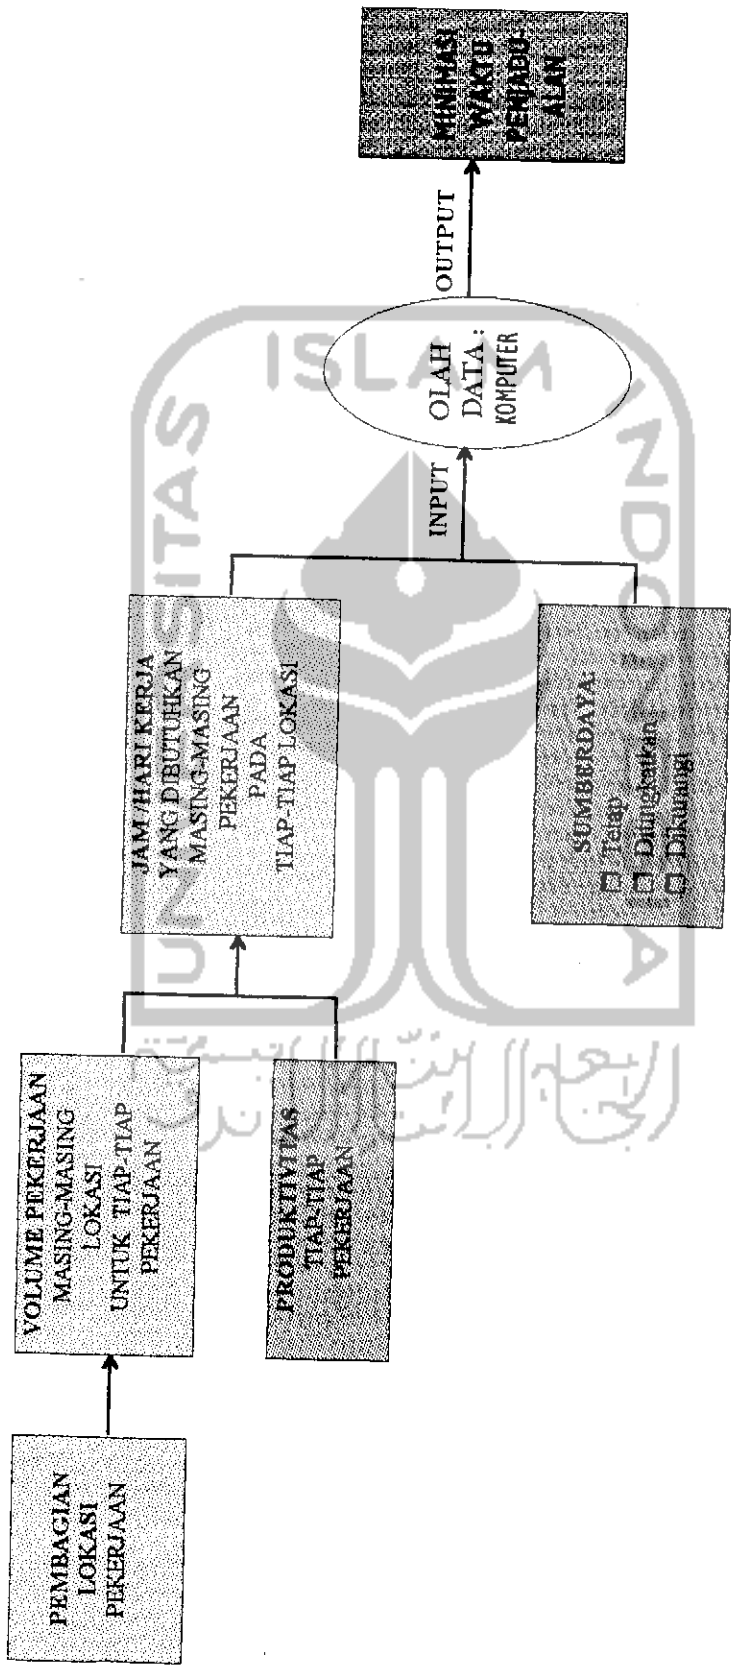 PEMBAGIAN
LOKASI
PEKERJAAN
VOLUME PEKERJAAN
MASING-MASING
LOKASI
UNTUK TIAP-TIAP
PEKERJAAN
PRODUKTIVITAS
TIAP-TIAP
PEKERJAAN
JAM/HARI KERJA
YANG DIBUTUHKAN
MASING-MASING
PEKERJAAN
PADA
TIAP-TIAP LOKASI
SUMBERDAYA:
Tetap
Ditingkatkan
Dikurangi
INPUT
OLAH
DATA :
KOMPUTER
OUTPUT
MINIMASI
WAKTU
PENJADU-
ALAN
UNIVERSITAS
ISLAM
INDONESIA